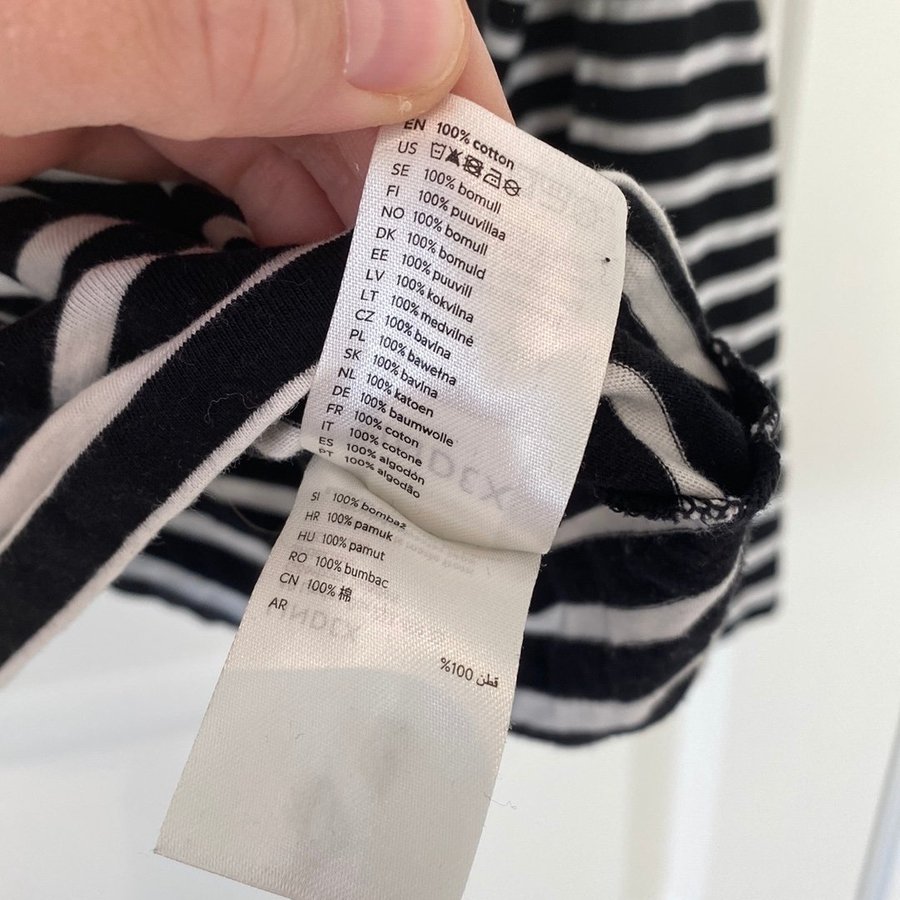 EN 100% cotton
US
SE 100% bomull
FI 100% puuvillaa
NO 100% bomull
DK 100% bomuld
EE 100% puuvill
LV 100% kokvilna
LT 100% medvilnė
CZ 100% bavlna
PL 100% bawełna
SK 100% bavlna
NL 100% katoen
DE 100% baumwolle
FR 100% coton
IT 100% cotone
ES 100% algodón
PT 100% algodão
SI 100% bombaž
HR 100% pamuk
HU 100% pamut
RO 100% bumbac
CN 100% 棉
AR
قطن 100%